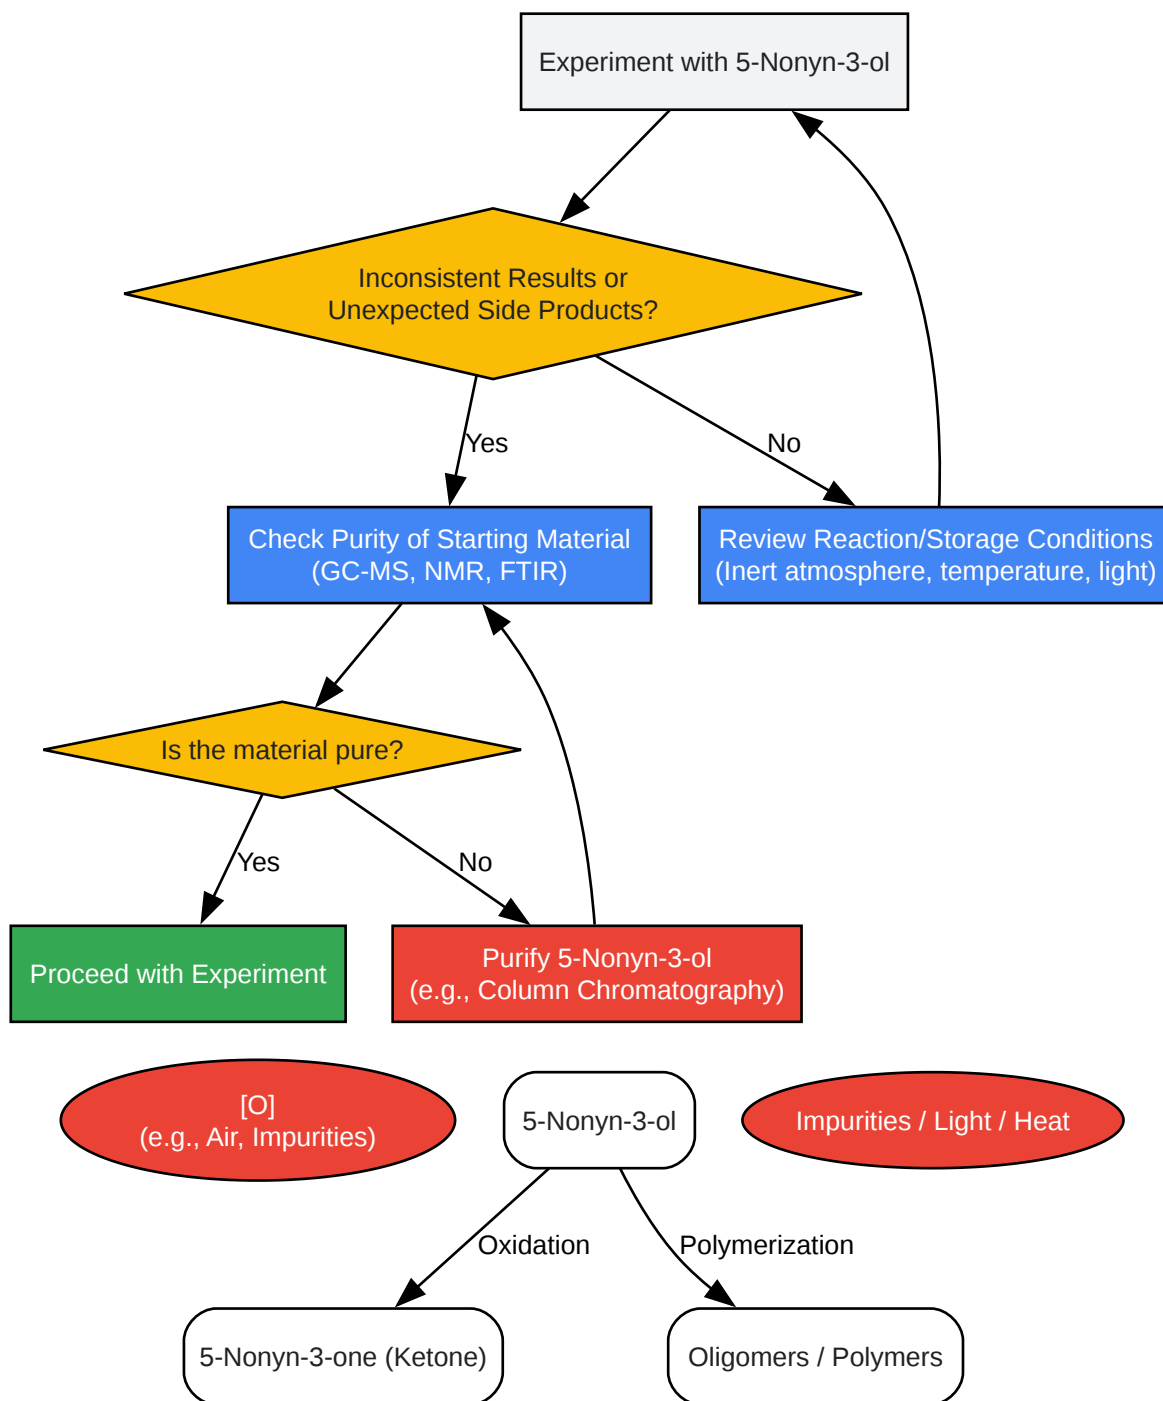 Experiment with 5-Nonyn-3-ol
Inconsistent Results or
Unexpected Side Products?
Yes
No
Check Purity of Starting Material
(GC-MS, NMR, FTIR)
Review Reaction/Storage Conditions
(Inert atmosphere, temperature, light)
Is the material pure?
Yes
No
Proceed with Experiment
Purify 5-Nonyn-3-ol
(e.g., Column Chromatography)
[O]
(e.g., Air, Impurities)
5-Nonyn-3-ol
Impurities / Light / Heat
Oxidation
Polymerization
5-Nonyn-3-one (Ketone)
Oligomers / Polymers